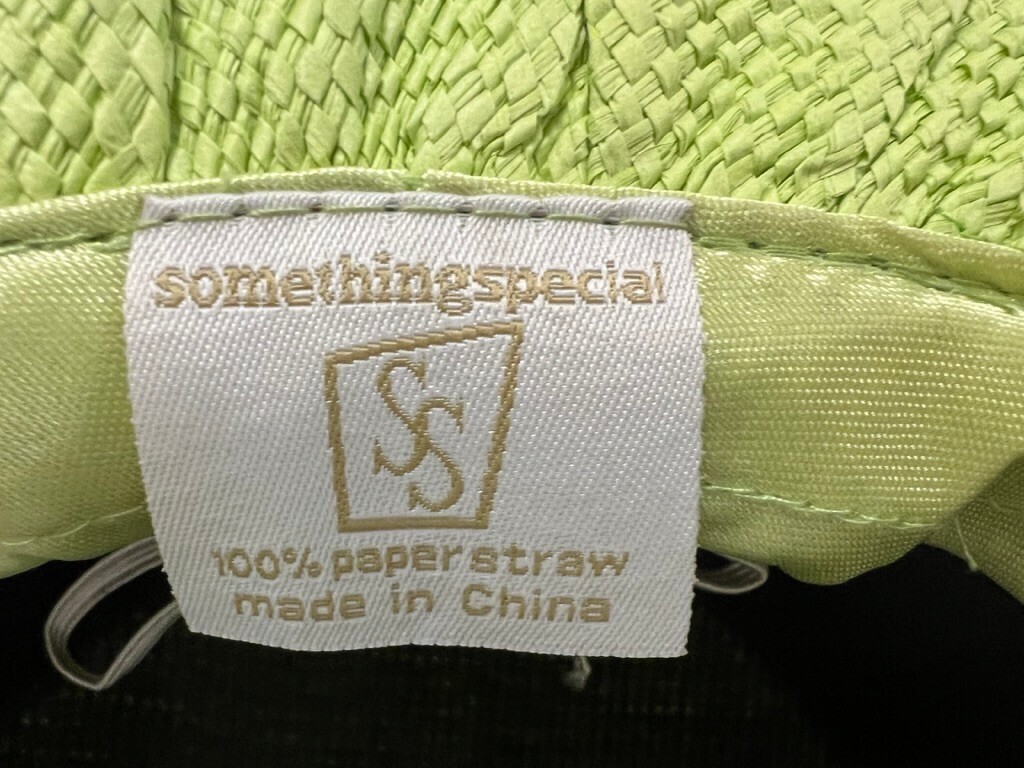 somethingspecial
SS
100% paper straw
made in China